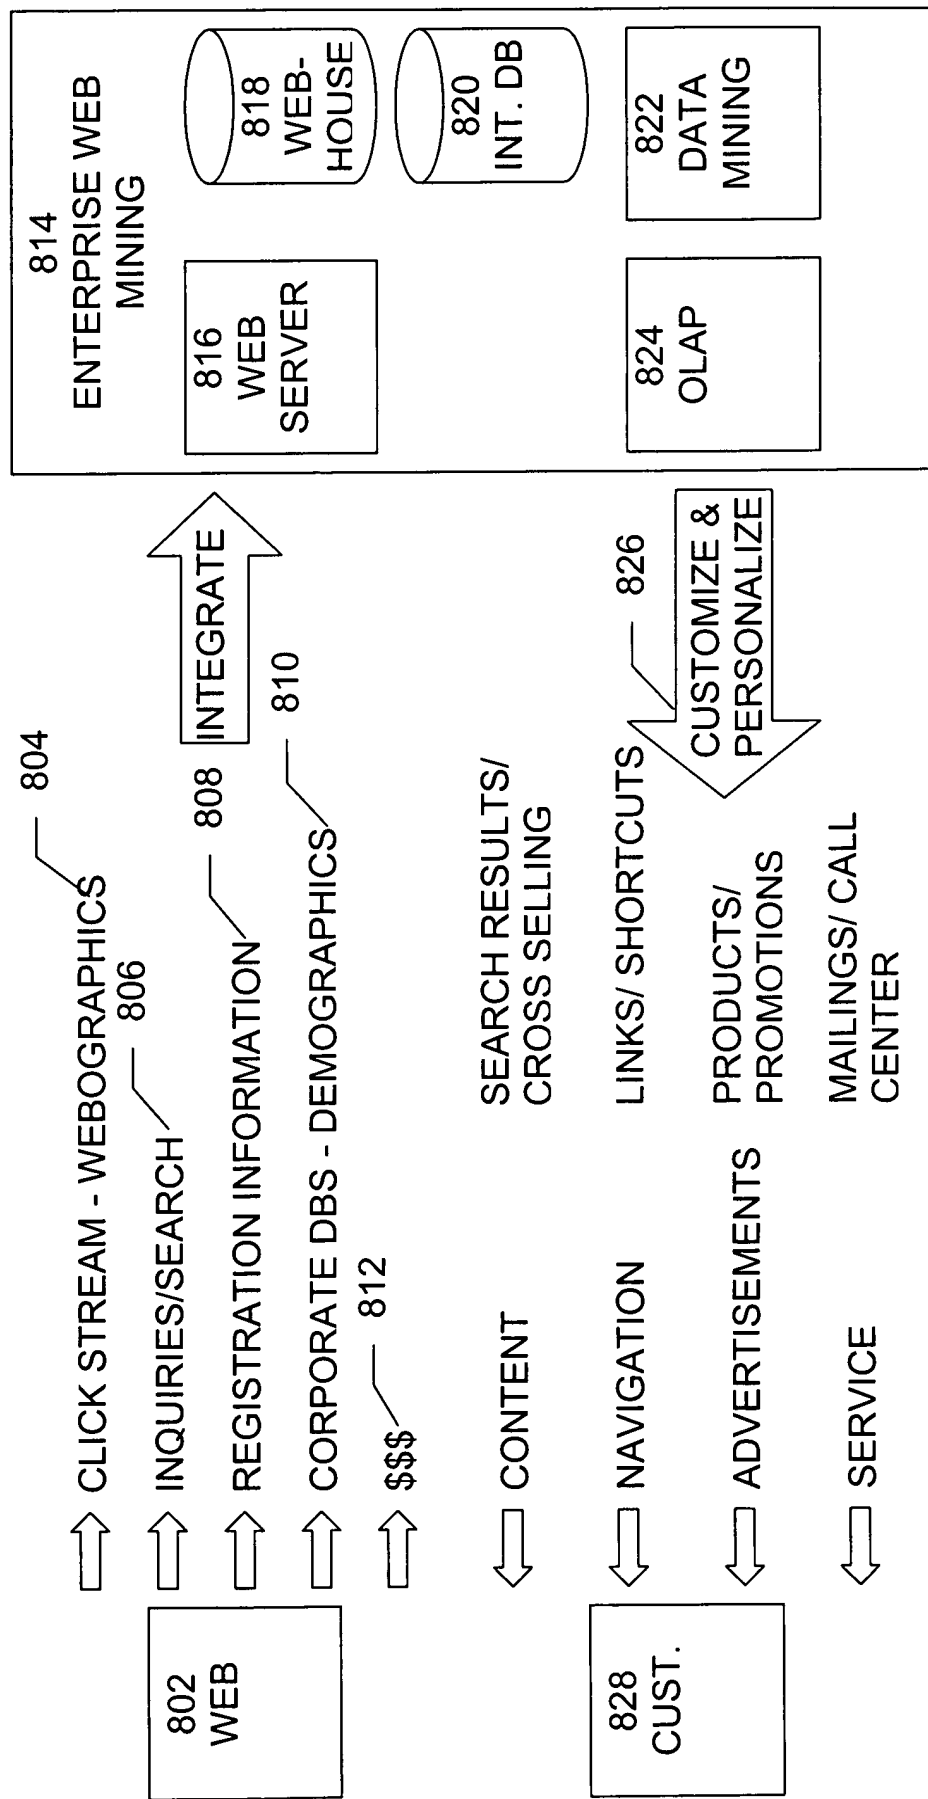 802
WEB
CLICK STREAM - WEBOGRAPHICS
804
INQUIRIES/SEARCH
806
REGISTRATION INFORMATION
808
CORPORATE DBS - DEMOGRAPHICS
810
$$$
812
INTEGRATE
814
ENTERPRISE WEB
MINING
816
WEB
SERVER
818
WEB-
HOUSE
820
INT. DB
822
DATA
MINING
824
OLAP
826
CUSTOMIZE &
PERSONALIZE
828
CUST.
CONTENT
SEARCH RESULTS/
CROSS SELLING
NAVIGATION
LINKS/ SHORTCUTS
ADVERTISEMENTS
PRODUCTS/
PROMOTIONS
SERVICE
MAILINGS/ CALL
CENTER